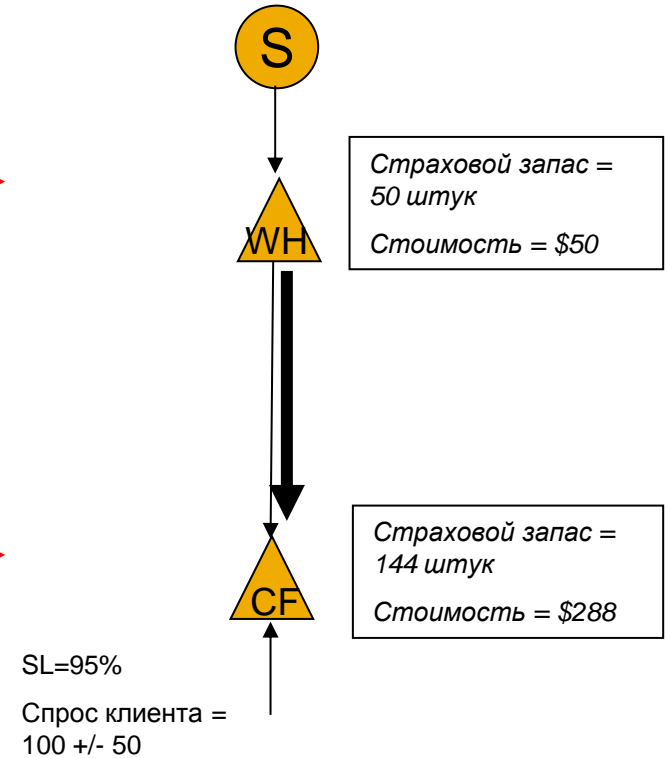 S
WH
Страховой запас =
50 штук
Стоимость = $50
CF
Страховой запас =
144 штук
Стоимость = $288
SL=95%
Спрос клиента =
100 +/- 50